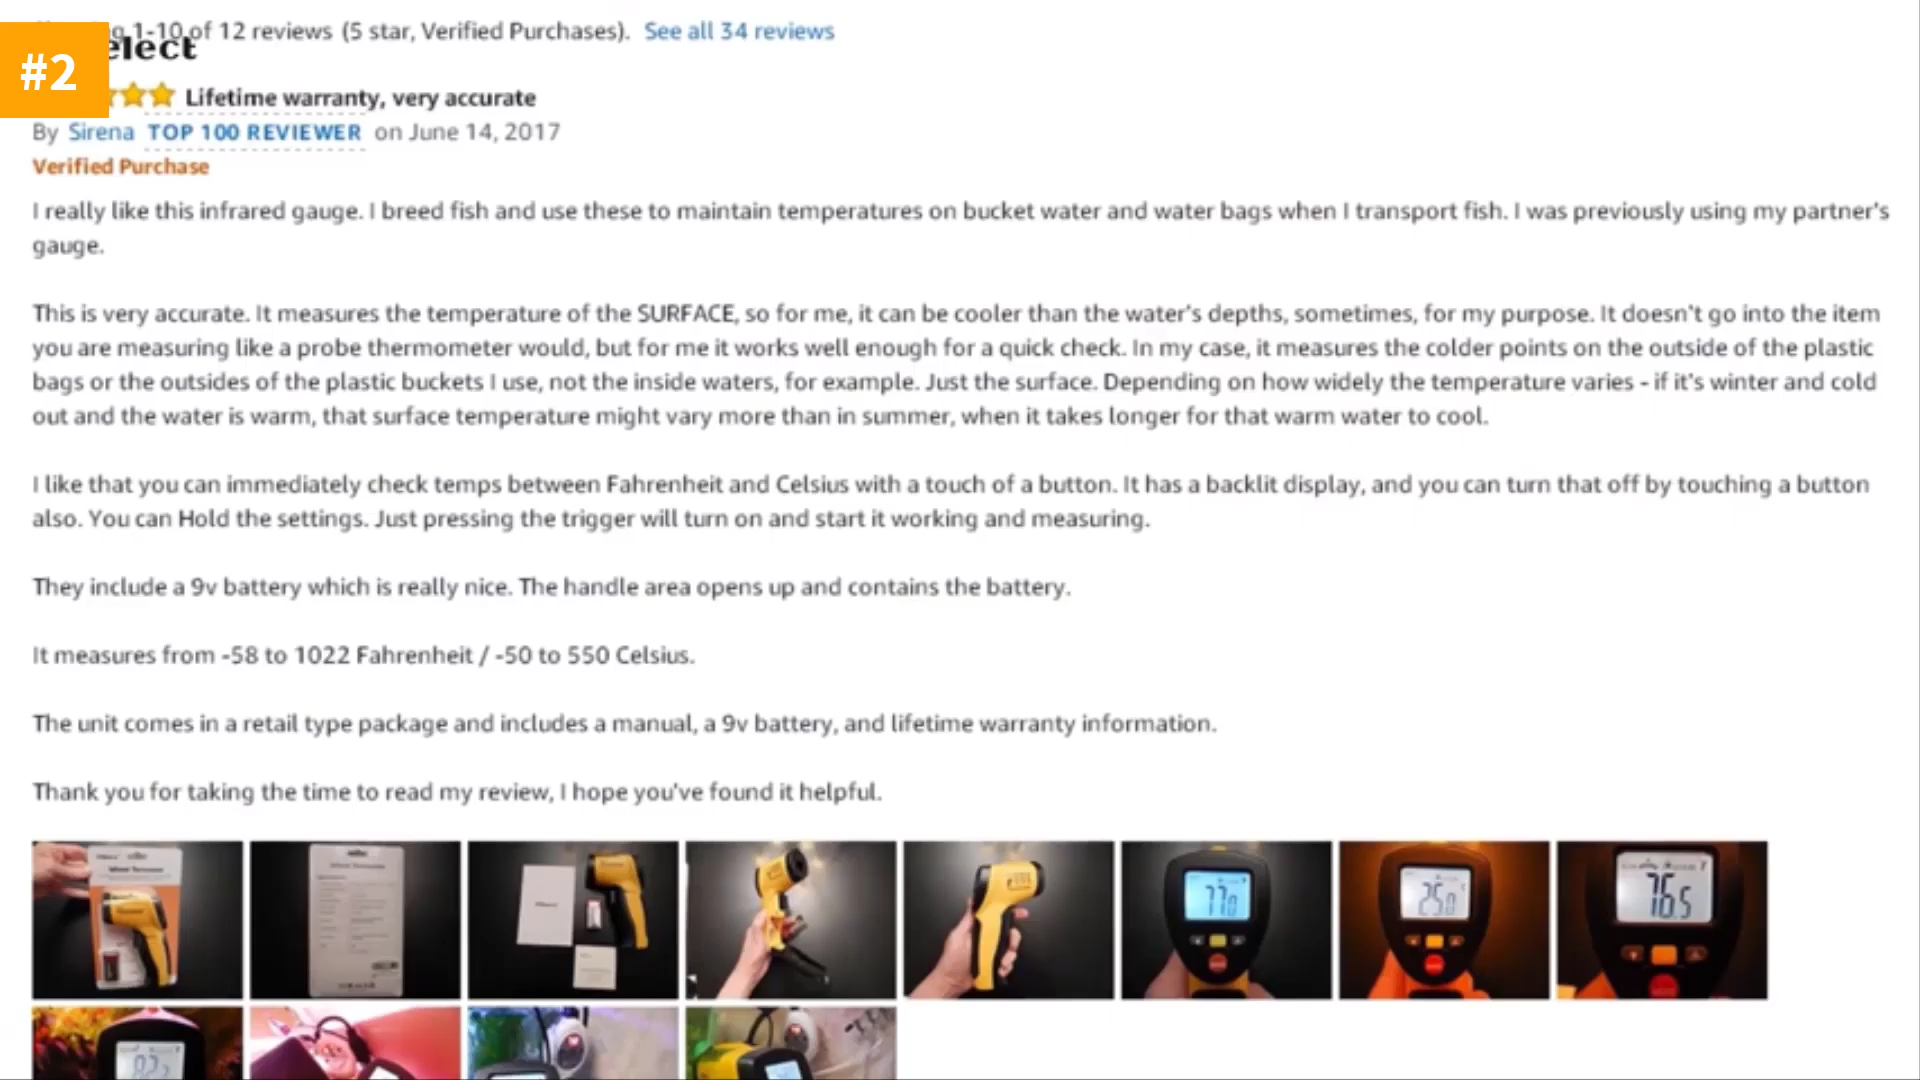 1-10 of 12 reviews (5 star, Verified Purchases). See all 34 reviews
elect
#2
Lifetime warranty, very accurate
By Sirena TOP 100 REVIEWER on June 14, 2017
Verified Purchase
I really like this infrared gauge. I breed fish and use these to maintain temperatures on bucket water and water bags when I transport fish. I was previously using my partner's
gauge.
This is very accurate. It measures the temperature of the SURFACE, so for me, it can be cooler than the water's depths, sometimes, for my purpose. It doesn't go into the item
you are measuring like a probe thermometer would, but for me it works well enough for a quick check. In my case, it measures the colder points on the outside of the plastic
bags or the outsides of the plastic buckets I use, not the inside waters, for example. Just the surface. Depending on how widely the temperature varies - if it's winter and cold
out and the water is warm, that surface temperature might vary more than in summer, when it takes longer for that warm water to cool.
I like that you can immediately check temps between Fahrenheit and Celsius with a touch of a button. It has a backlit display, and you can turn that off by touching a button
also. You can Hold the settings. Just pressing the trigger will turn on and start it working and measuring.
They include a 9v battery which is really nice. The handle area opens up and contains the battery.
It measures from -58 to 1022 Fahrenheit / -50 to 550 Celsius.
The unit comes in a retail type package and includes a manual, a 9v battery, and lifetime warranty information.
Thank you for taking the time to read my review, I hope you've found it helpful.
77.0
25.0
76.5